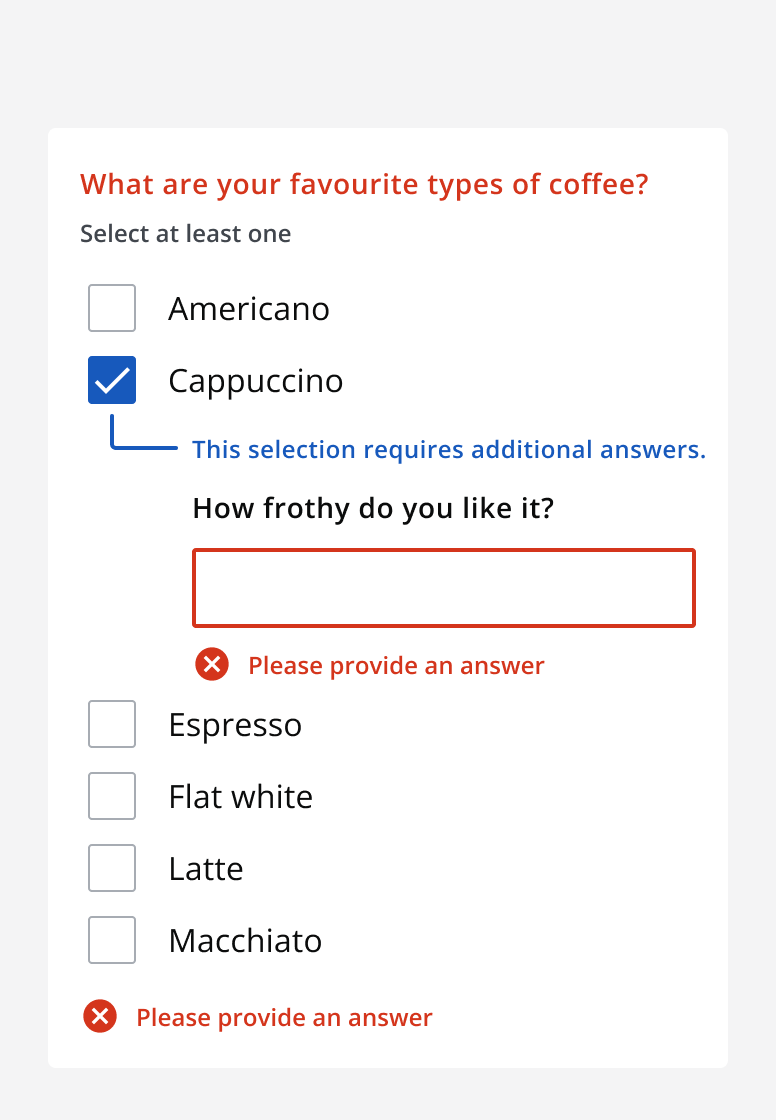 What are your favourite types of coffee?
Select at least one
Americano
Cappuccino
This selection requires additional answers.
How frothy do you like it?
Please provide an answer
Espresso
Flat white
Latte
Macchiato
Please provide an answer